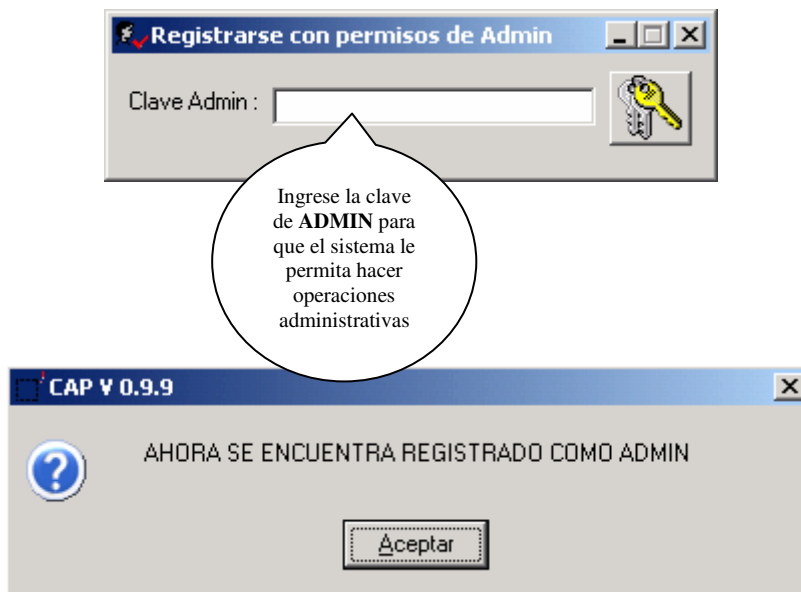 Registrarse con permisos de Admin
Clave Admin :
Ingrese la clave
de ADMIN para
que el sistema le
permita hacer
operaciones
administrativas
CAP V 0.9.9
AHORA SE ENCUENTRA REGISTRADO COMO ADMIN
Aceptar